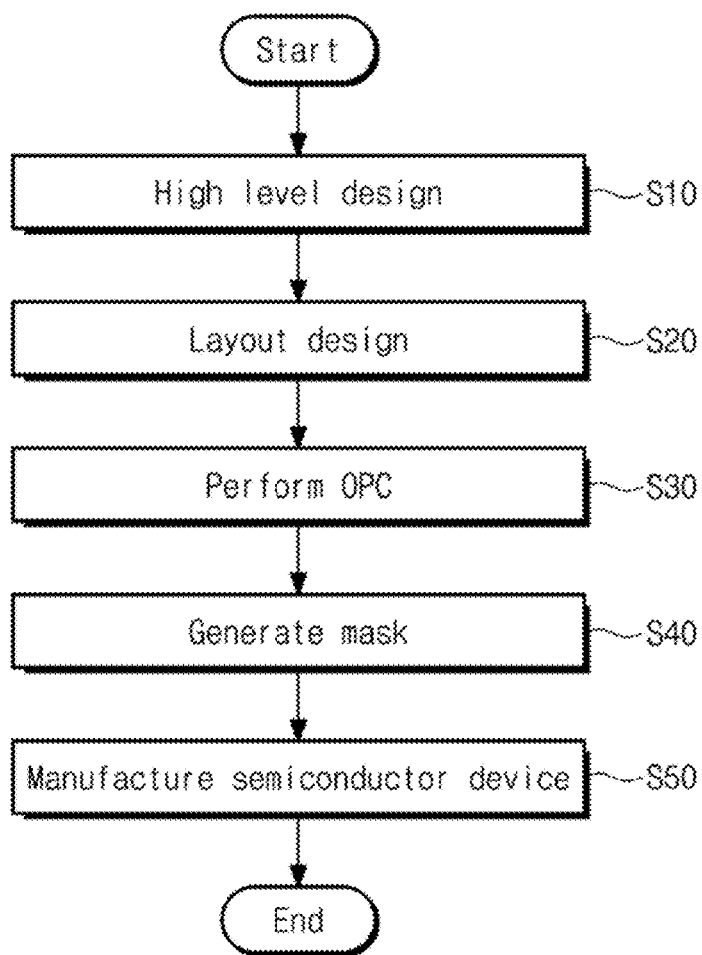 Start
High level design S10
Layout design S20
Perform OPC S30
Generate mask S40
Manufacture semiconductor device S50
End